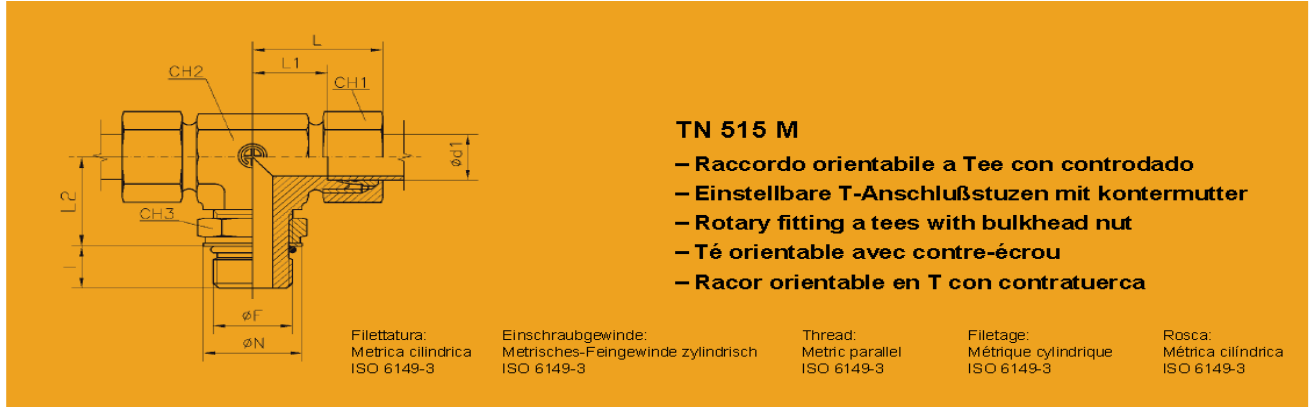 L
L1
CH2
CH1
Ød1
L2
CH3
l
ØF
ØN
TN 515 M
– Raccordo orientabile a Tee con controdado
– Einstellbare T-Anschlußstuzen mit kontermutter
– Rotary fitting a tees with bulkhead nut
– Té orientable avec contre-écrou
– Racor orientable en T con contratuerca
Filettatura:
Metrica cilindrica
ISO 6149-3
Einschraubgewinde:
Metrisches-Feingewinde zylindrisch
ISO 6149-3
Thread:
Metric parallel
ISO 6149-3
Filetage:
Métrique cylindrique
ISO 6149-3
Rosca:
Métrica cilíndrica
ISO 6149-3